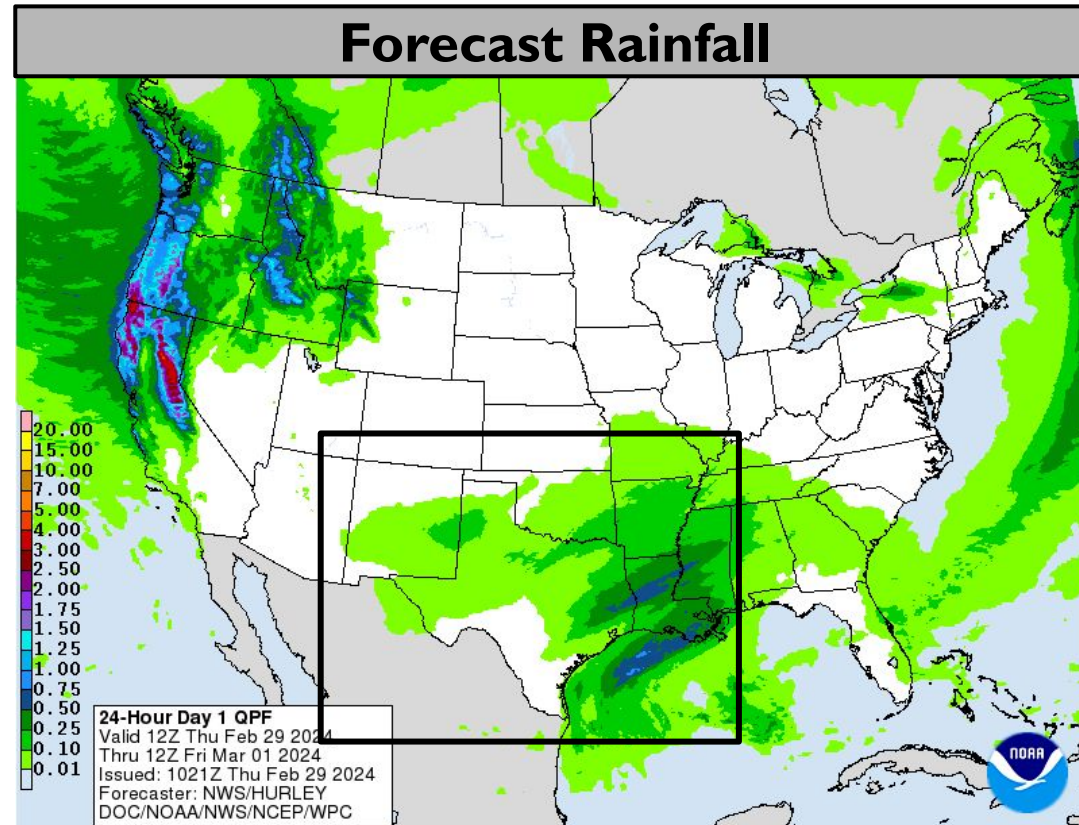 Forecast Rainfall
20.00
15.00
10.00
7.00
5.00
4.00
3.00
2.50
2.00
1.75
1.50
1.25
1.00
0.75
0.50
0.25
0.10
0.01
24-Hour Day 1 QPF
Valid 12Z Thu Feb 29 2024
Thru 12Z Fri Mar 01 2024
Issued: 1021Z Thu Feb 29 2024
Forecaster: NWS/HURLEY
DOC/NOAA/NWS/NCEP/WPC
NOAA